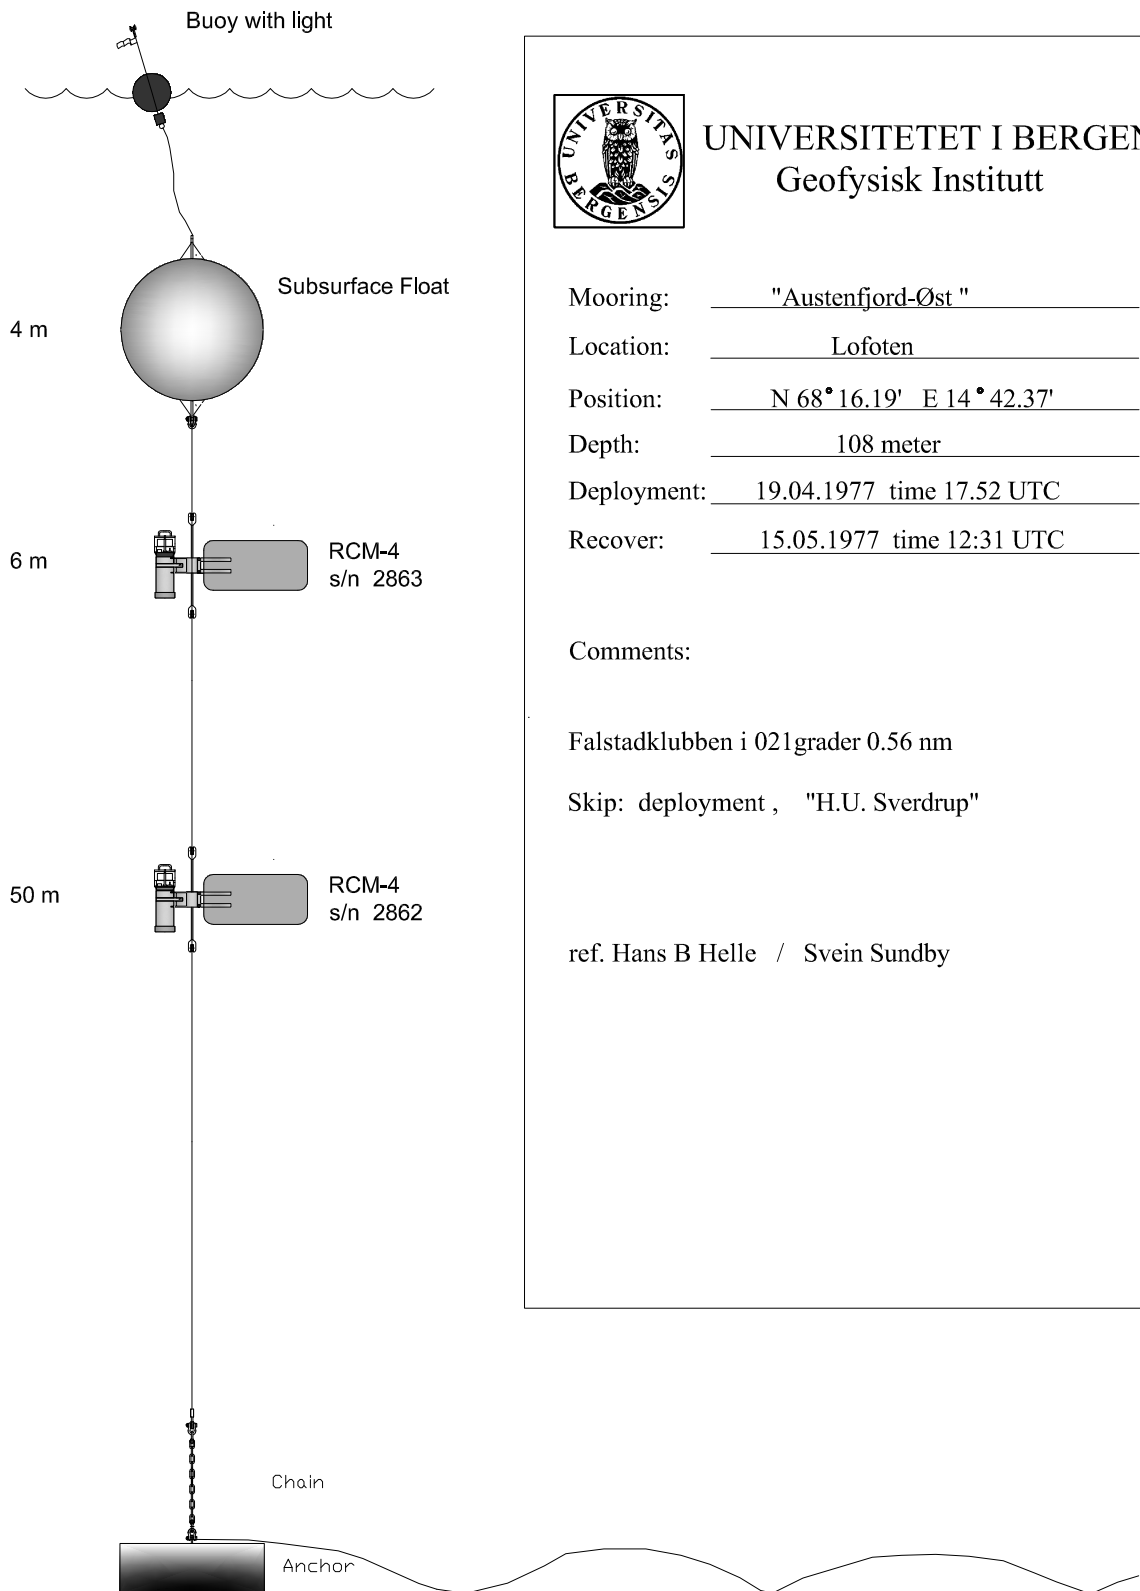 Buoy with light
UNIVERSITAS BERGENSIS
UNIVERSITETET I BERGEN
Geofysisk Institutt
Subsurface Float
4 m
Mooring: "Austenfjord-Øst "
Location: Lofoten
Position: N 68° 16.19' E 14° 42.37'
Depth: 108 meter
Deployment: 19.04.1977 time 17.52 UTC
Recover: 15.05.1977 time 12:31 UTC
6 m
RCM-4
s/n 2863
Comments:
Falstadklubben i 021grader 0.56 nm
Skip: deployment , "H.U. Sverdrup"
50 m
RCM-4
s/n 2862
ref. Hans B Helle / Svein Sundby
Chain
Anchor